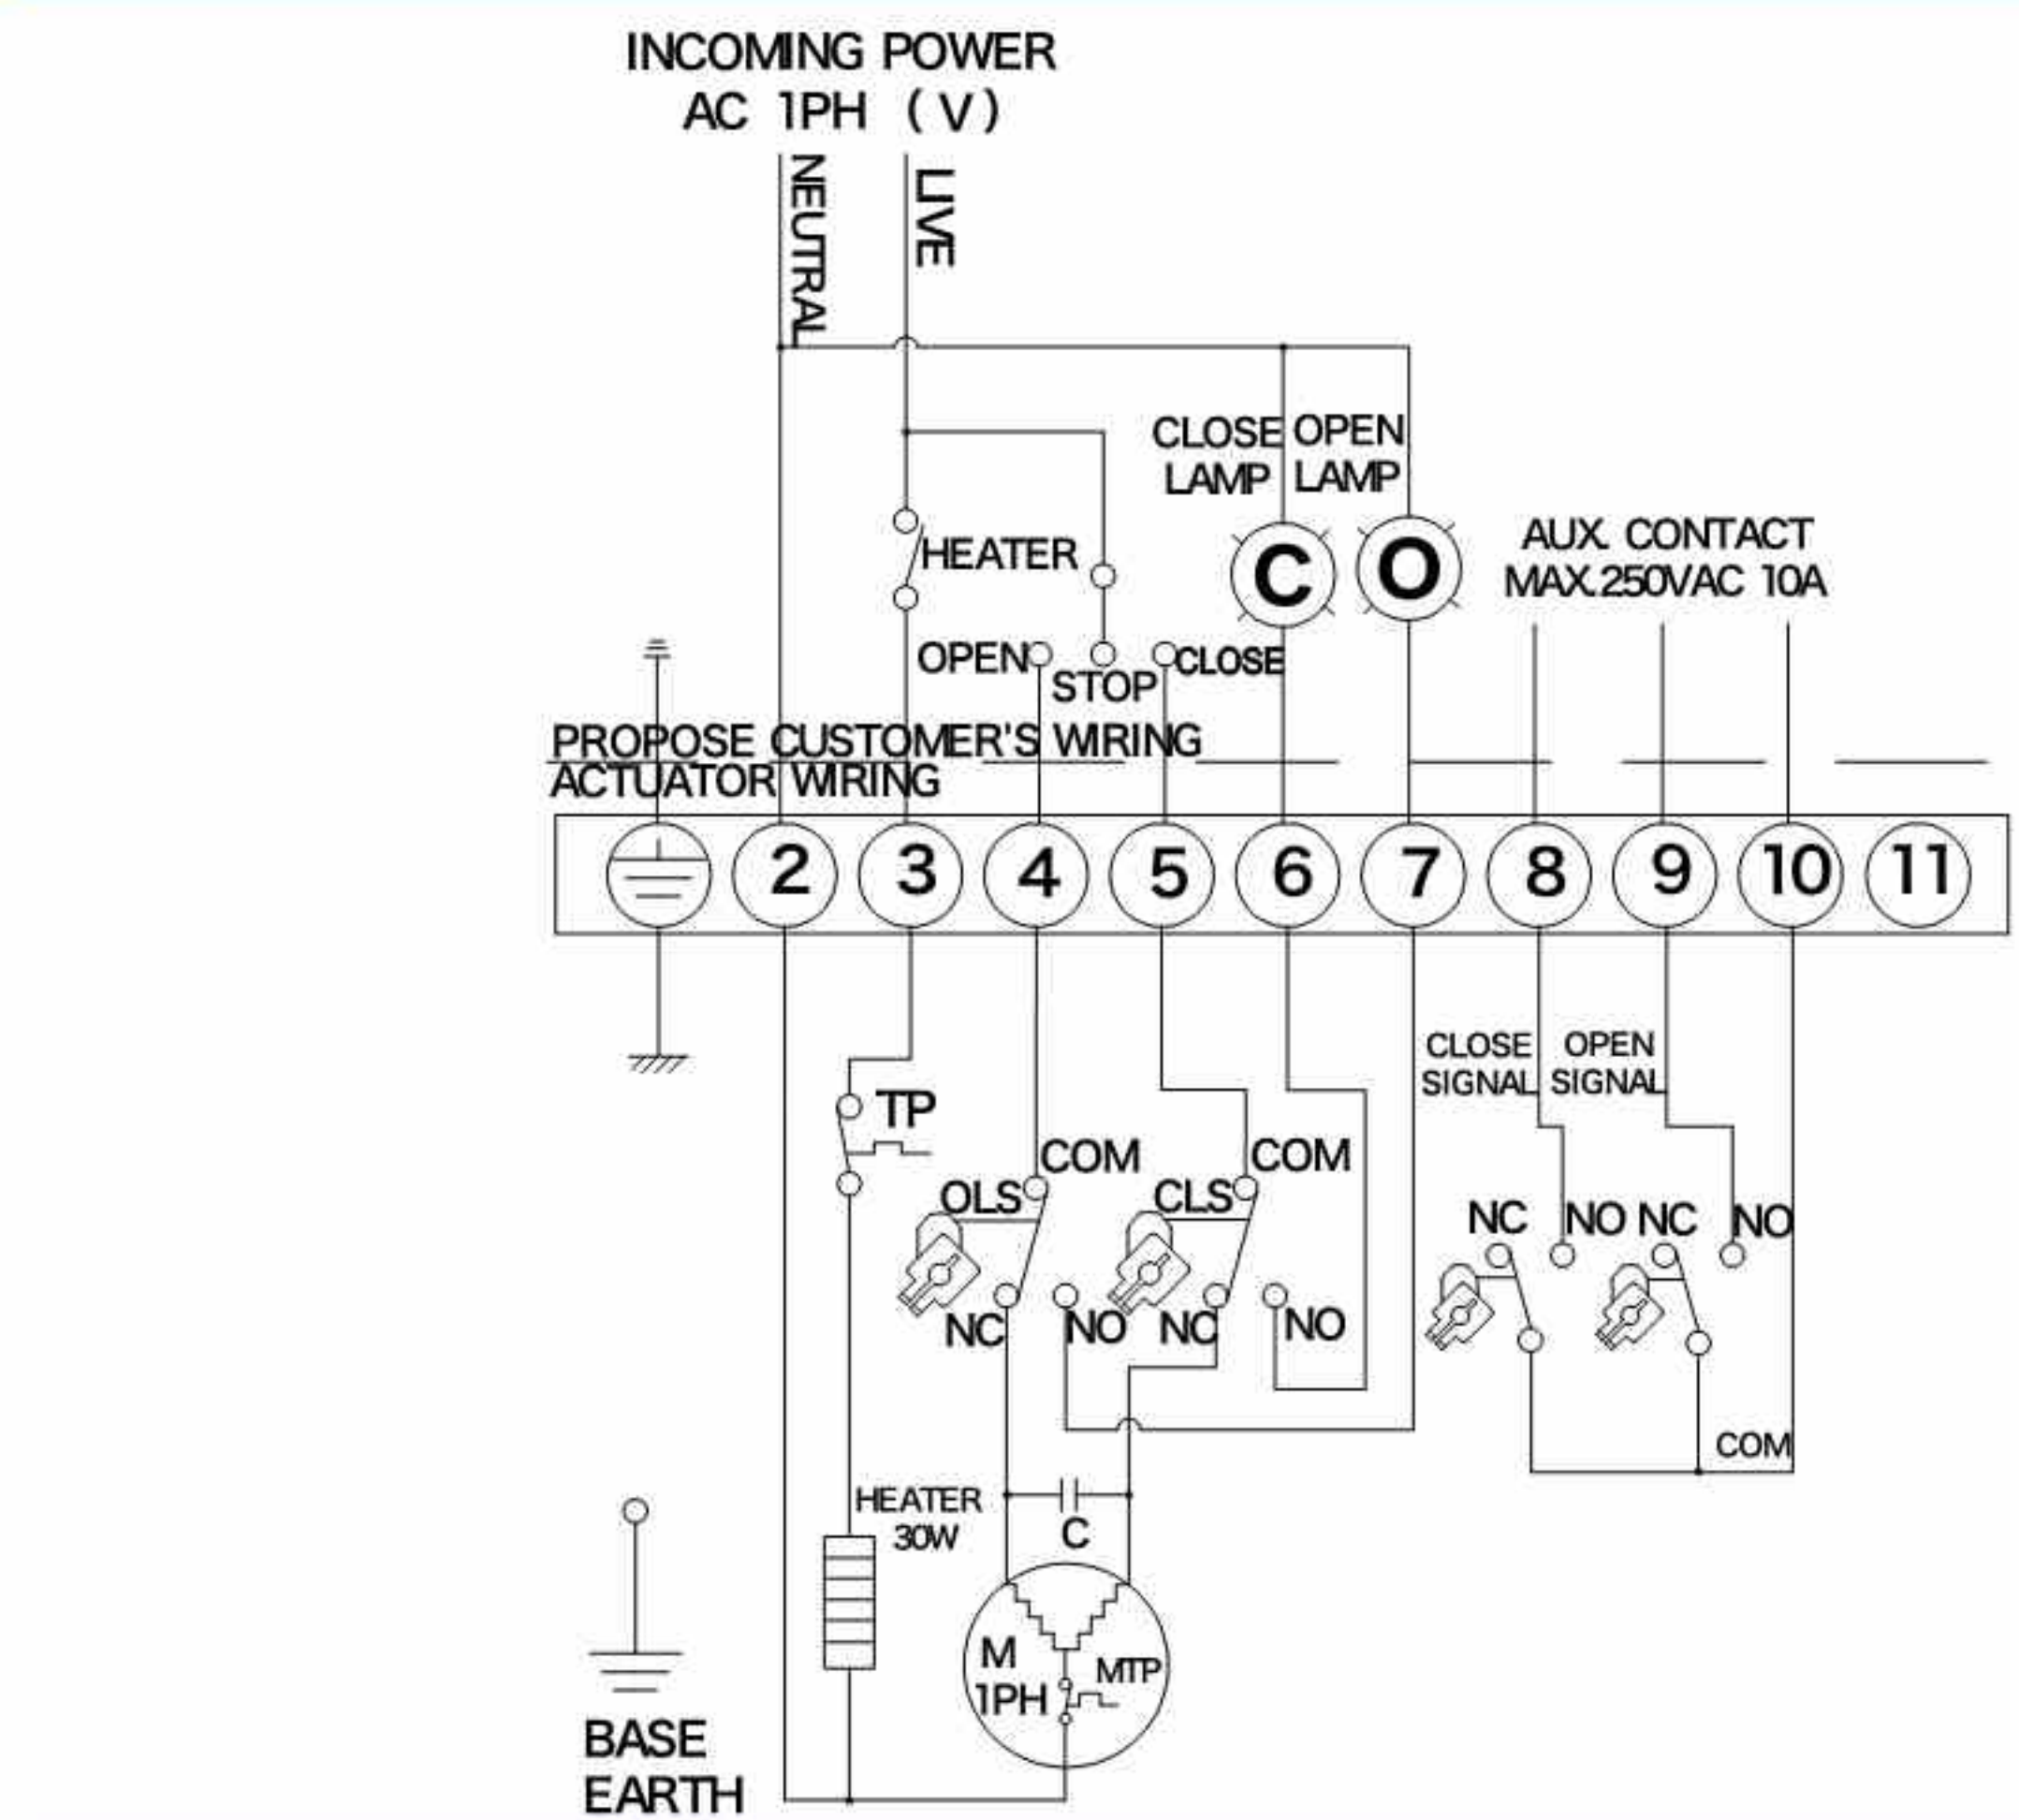 INCOMING POWER
AC 1PH (V)
NEUTRAL
LIVE
CLOSE
LAMP
OPEN
LAMP
HEATER
C
O
AUX. CONTACT
MAX.250VAC 10A
OPEN
STOP
CLOSE
PROPOSE CUSTOMER'S WIRING
ACTUATOR WIRING
2 3 4 5 6 7 8 9 10 11
CLOSE
SIGNAL
OPEN
SIGNAL
TP
COM
COM
OLS
CLS
NC
NO
NC
NO
NC
NO
NC
NO
COM
HEATER
30W
C
M
1PH
MTP
BASE
EARTH